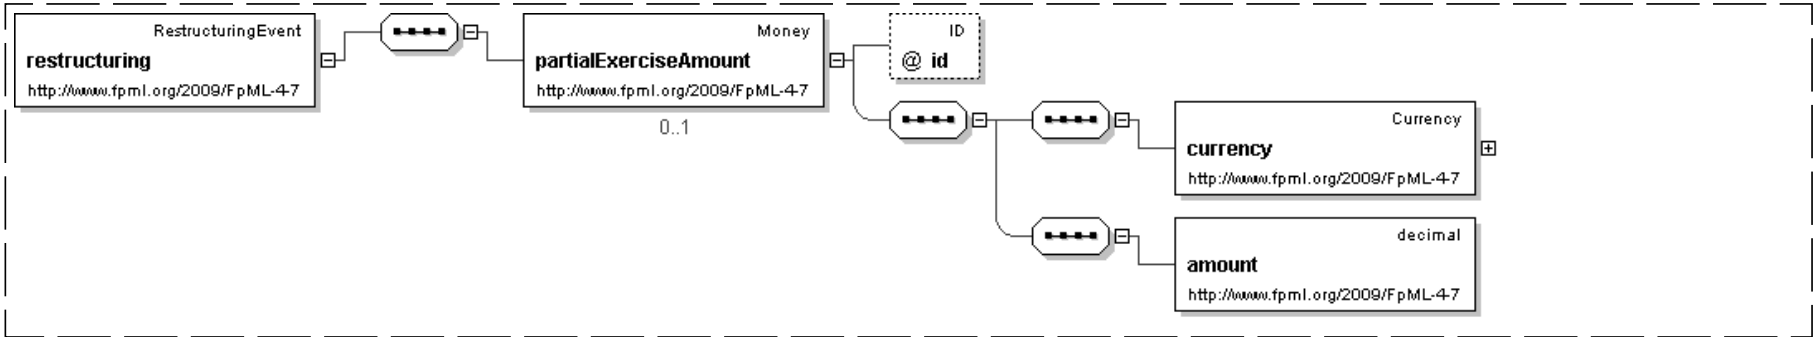 RestructuringEvent
restructuring
http://www.fpml.org/2009/FpML-4-7
Money
partialExerciseAmount
http://www.fpml.org/2009/FpML-4-7
0..1
ID
@ id
Currency
currency
http://www.fpml.org/2009/FpML-4-7
decimal
amount
http://www.fpml.org/2009/FpML-4-7